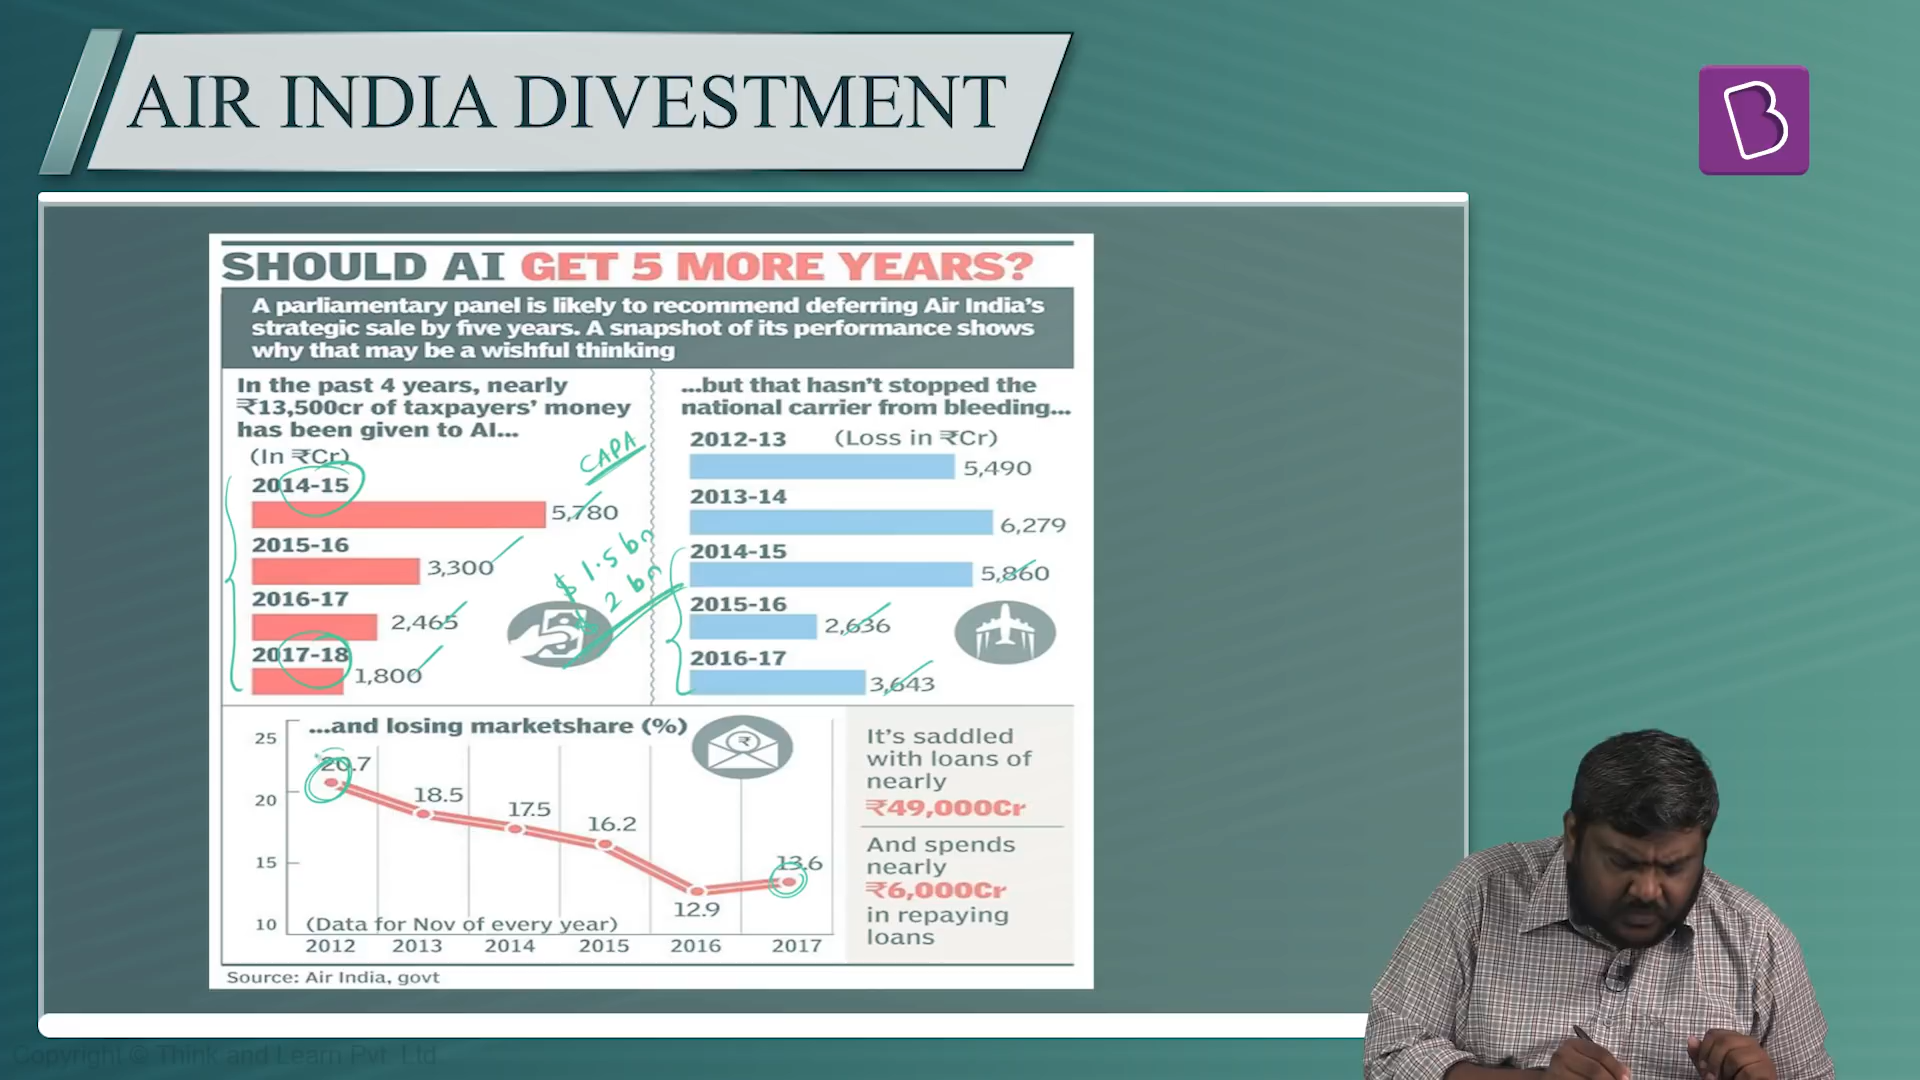 AIR INDIA DIVESTMENT
B
SHOULD AI GET 5 MORE YEARS?
A parliamentary panel is likely to recommend deferring Air India's
strategic sale by five years. A snapshot of its performance shows
why that may be a wishful thinking
In the past 4 years, nearly
₹13,500cr of taxpayers' money
has been given to AI...
(In ₹Cr)
2014-15
5,780
2015-16
3,300
2016-17
2,465
2017-18
1,800
CAPA
$ 1.5 bn
$ 2 bn
...but that hasn't stopped the
national carrier from bleeding...
2012-13 (Loss in ₹Cr)
5,490
2013-14
6,279
2014-15
5,860
2015-16
2,636
2016-17
3,643
...and losing marketshare (%)
25
20
15
10
20.7
18.5
17.5
16.2
12.9
13.6
(Data for Nov of every year)
2012 2013 2014 2015 2016 2017
It's saddled
with loans of
nearly
₹49,000Cr
And spends
nearly
₹6,000Cr
in repaying
loans
Source: Air India, govt
Copyright © Think and Learn Pvt. Ltd.